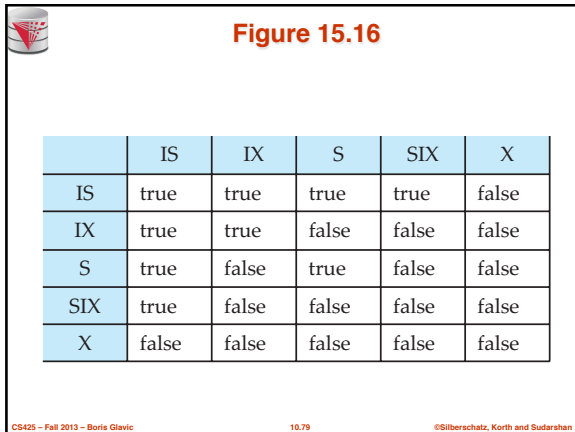 Figure 15.16
IS IX S SIX X
IS true true true true false
IX true true false false false
S true false true false false
SIX true false false false false
X false false false false false
CS425 – Fall 2013 – Boris Glavic 10.79 ©Silberschatz, Korth and Sudarshan